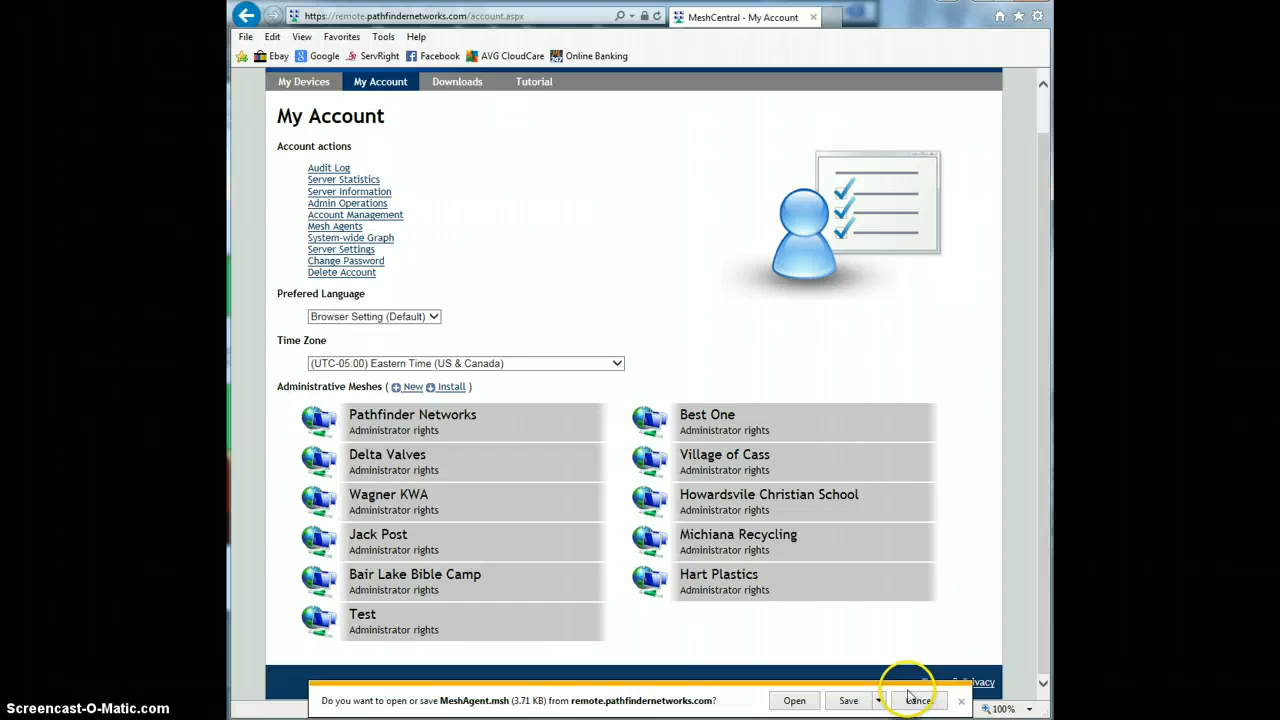 https://remote.pathfindernetworks.com/account.aspx
MeshCentral - My Account
File Edit View Favorites Tools Help
Ebay Google ServRight Facebook AVG CloudCare Online Banking
My Devices My Account Downloads Tutorial
My Account
Account actions
Audit Log
Server Statistics
Server Information
Admin Operations
Account Management
Mesh Agents
System-wide Graph
Server Settings
Change Password
Delete Account
Prefered Language
Browser Setting (Default)
Time Zone
(UTC-05:00) Eastern Time (US & Canada)
Administrative Meshes ( New Install )
Pathfinder Networks Best One
Administrator rights Administrator rights
Delta Valves Village of Cass
Administrator rights Administrator rights
Wagner KWA Howardsvile Christian School
Administrator rights Administrator rights
Jack Post Michiana Recycling
Administrator rights Administrator rights
Bair Lake Bible Camp Hart Plastics
Administrator rights Administrator rights
Test
Administrator rights
Do you want to open or save MeshAgent.msh (3.71 KB) from remote.pathfindernetworks.com? Open Save Cancel
100%
Screencast-O-Matic.com